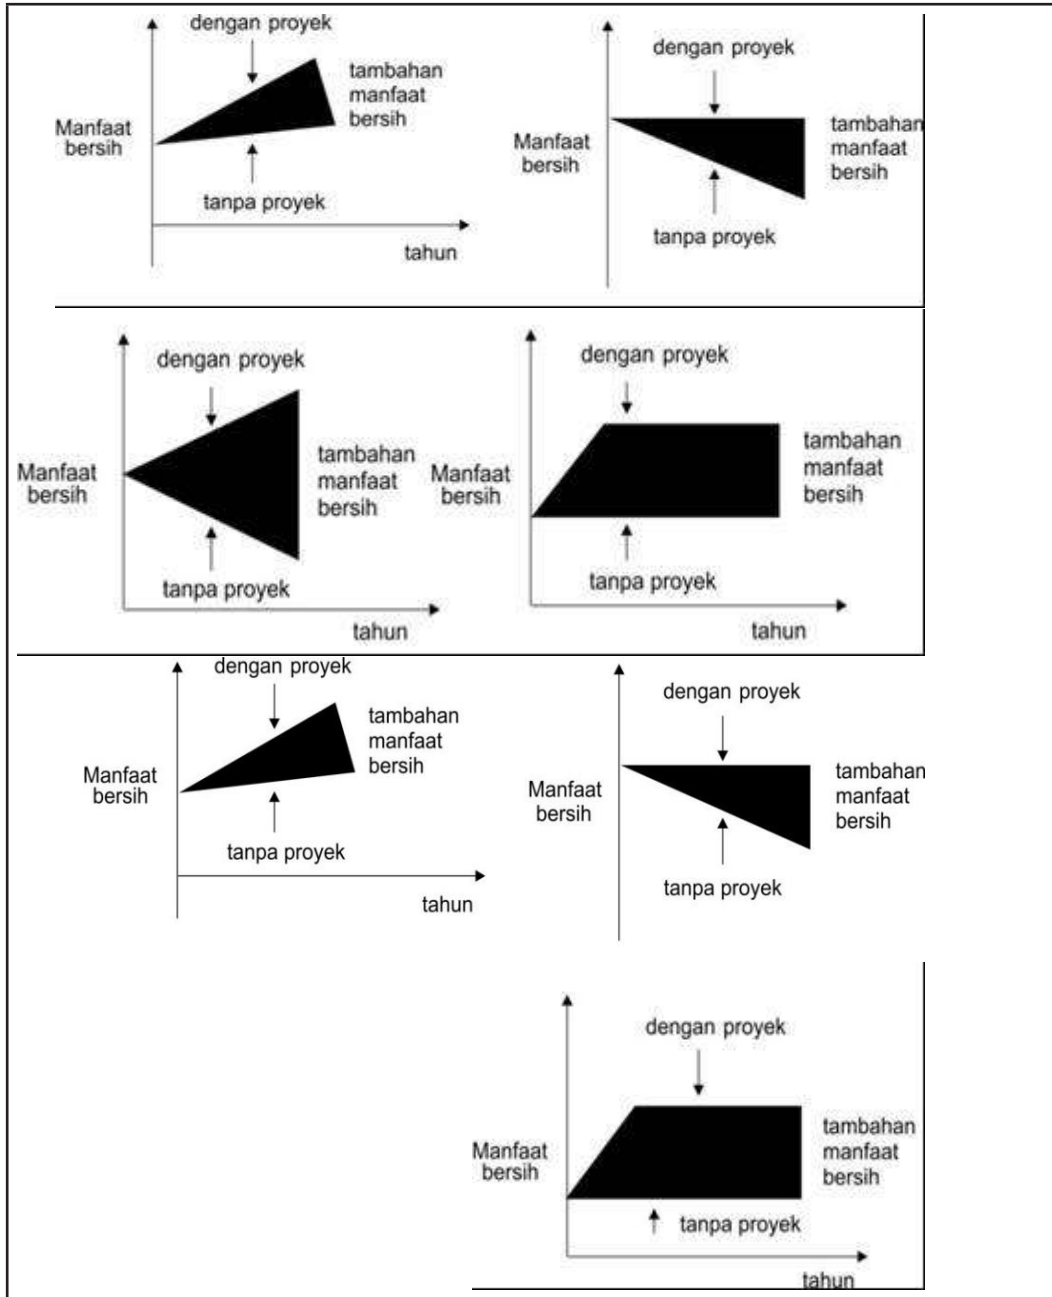 dengan proyek
tambahan
manfaat
bersih
Manfaat
bersih
tanpa proyek
tahun
dengan proyek
Manfaat
bersih
tambahan
manfaat
bersih
tanpa proyek
dengan proyek
Manfaat
bersih
tambahan
manfaat
bersih
tanpa proyek
tahun
dengan proyek
Manfaat
bersih
tambahan
manfaat
bersih
tanpa proyek
tahun
dengan proyek
tambahan
manfaat
bersih
Manfaat
bersih
tanpa proyek
tahun
dengan proyek
Manfaat
bersih
tambahan
manfaat
bersih
tanpa proyek
dengan proyek
Manfaat
bersih
tambahan
manfaat
bersih
tanpa proyek
tahun